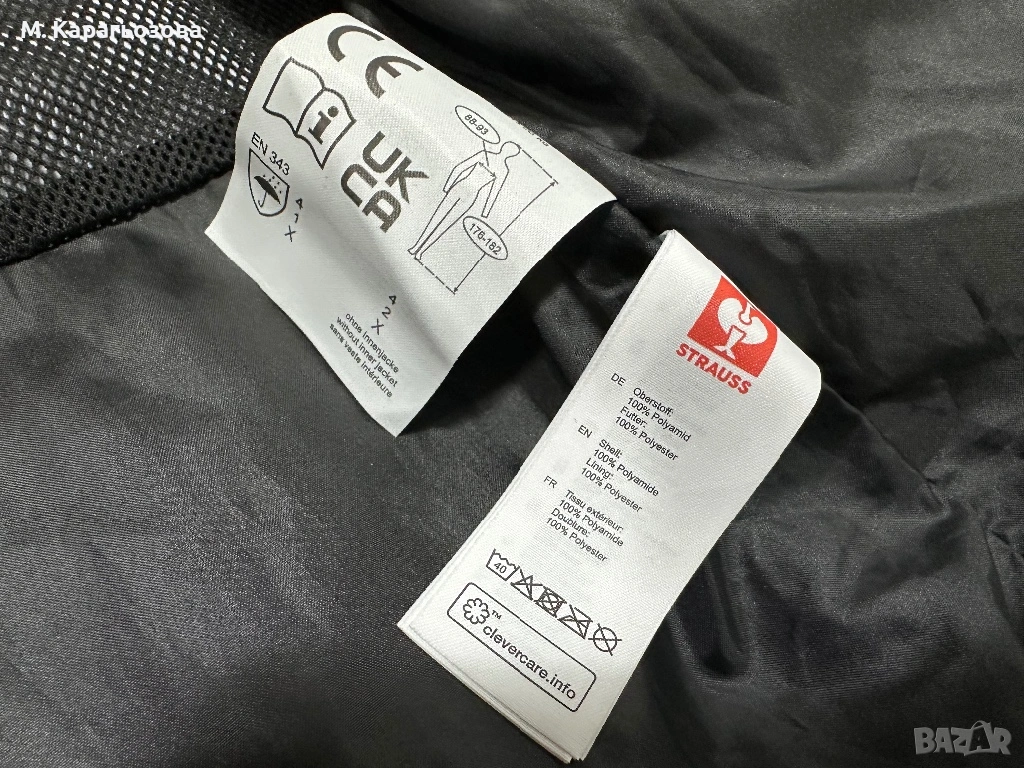 М. Карагьозова
CE
i
UK
CA
EN 343
4
1
X
88-93
176-182
4
2
X
ohne Innenjacke
without inner jacket
sans veste intérieure
STRAUSS
DE
Oberstoff:
100% Polyamid
Futter:
100% Polyester
EN
Shell:
100% Polyamide
Lining:
100% Polyester
FR
Tissu extérieur:
100% Polyamide
Doublure:
100% Polyester
40
™
clevercare.info
BAZAR